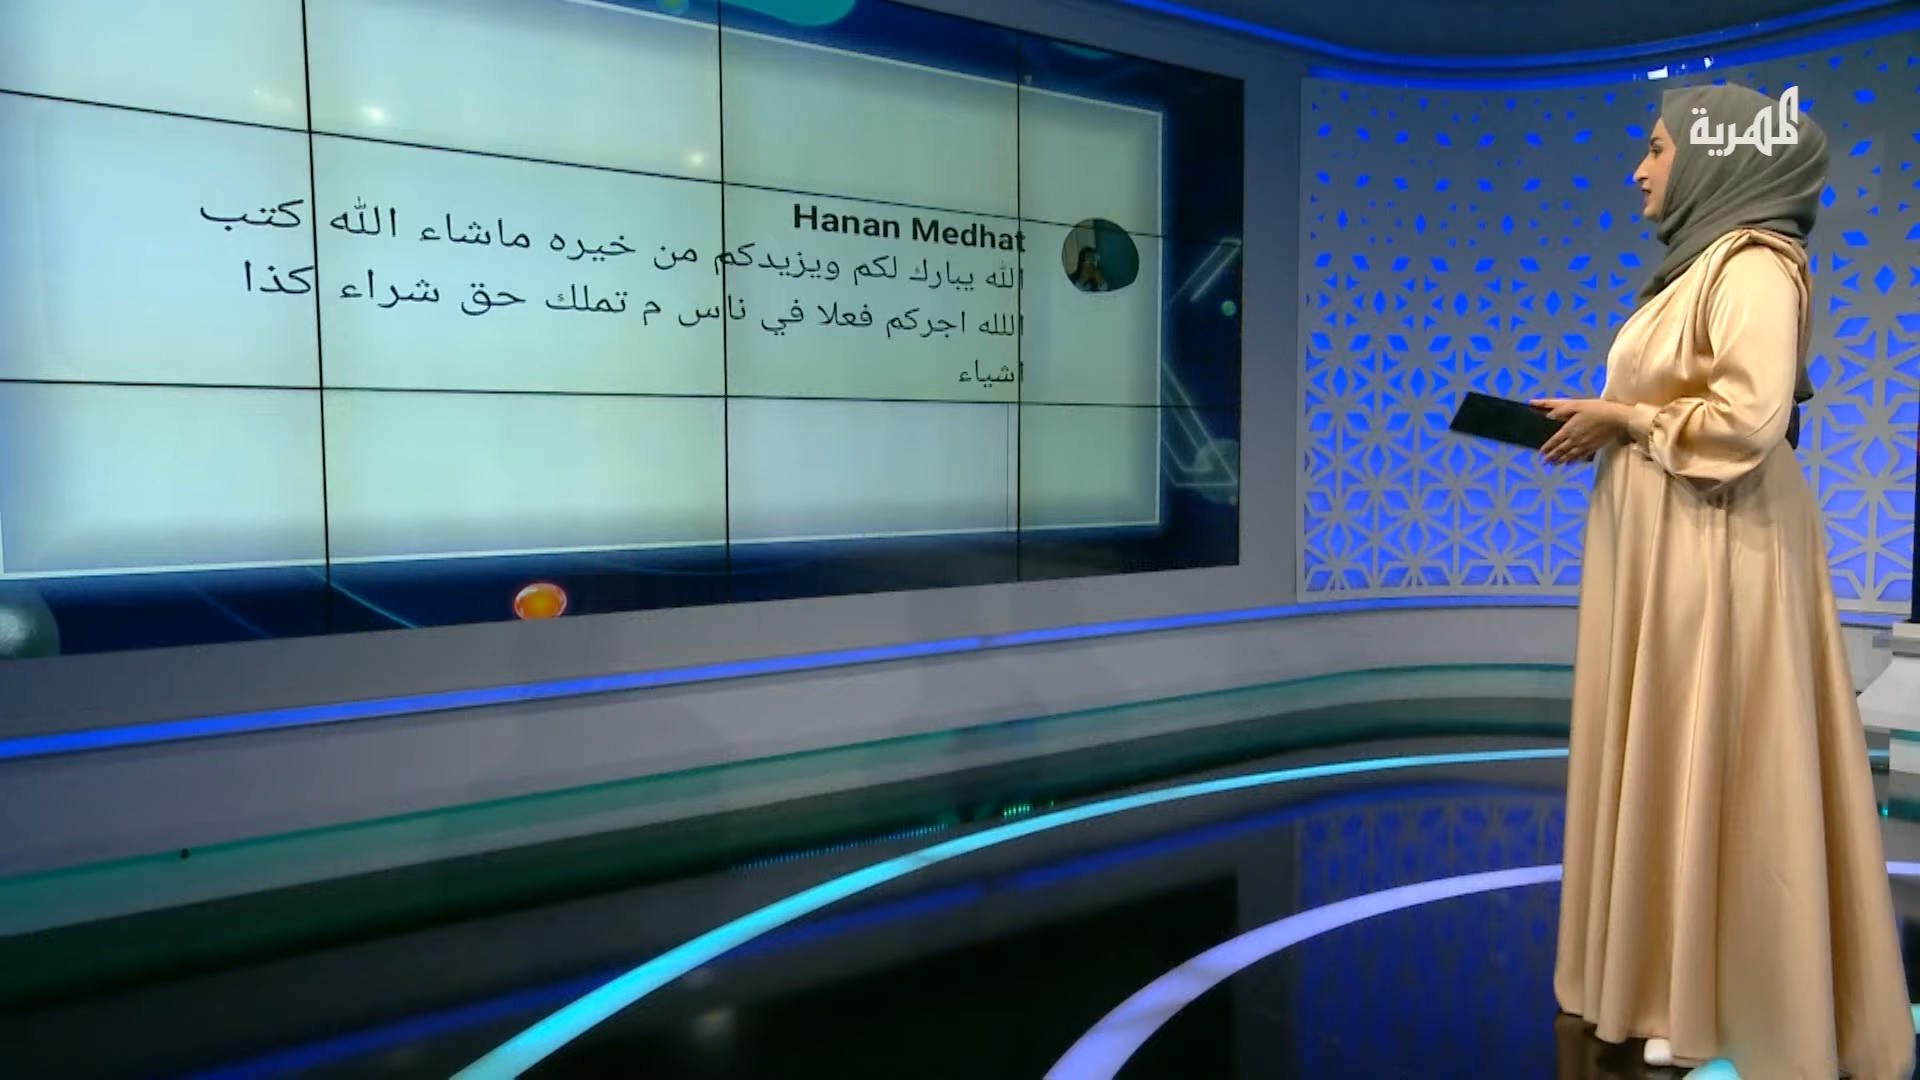 المهرية
Hanan Medhat
الله يبارك لكم ويزيدكم من خيره ماشاء الله كتب
الللة اجركم فعلا في ناس م تملك حق شراء كذا
اشياء